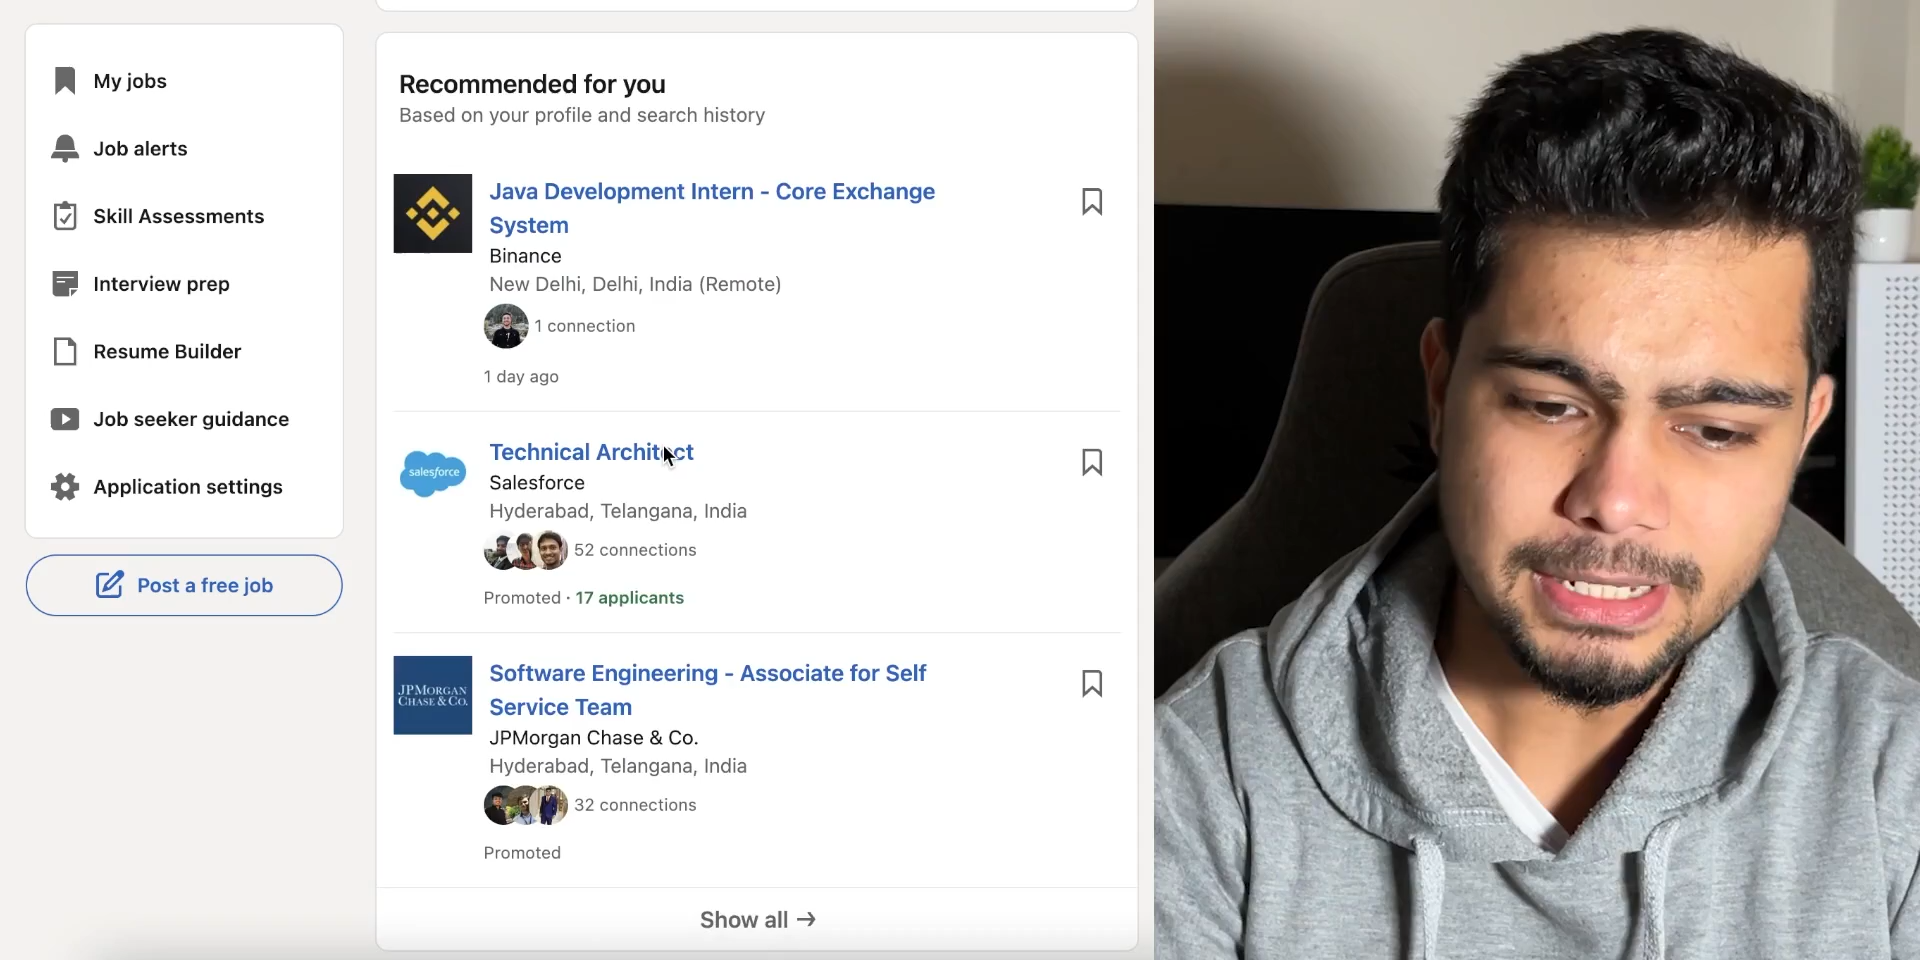 My jobs
Job alerts
Skill Assessments
Interview prep
Resume Builder
Job seeker guidance
Application settings
Post a free job
Recommended for you
Based on your profile and search history
Java Development Intern - Core Exchange
System
Binance
New Delhi, Delhi, India (Remote)
1 connection
1 day ago
salesforce
Technical Architect
Salesforce
Hyderabad, Telangana, India
52 connections
Promoted · 17 applicants
JPMORGAN
CHASE & CO.
Software Engineering - Associate for Self
Service Team
JPMorgan Chase & Co.
Hyderabad, Telangana, India
32 connections
Promoted
Show all →